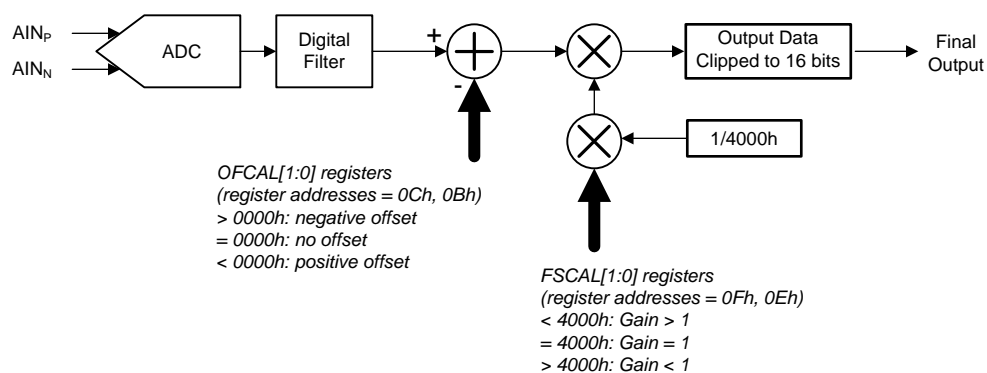 AINP
AINN
ADC
Digital
Filter
+
-
Output Data
Clipped to 16 bits
Final
Output
1/4000h
OFCAL[1:0] registers
(register addresses = 0Ch, 0Bh)
> 0000h: negative offset
= 0000h: no offset
< 0000h: positive offset
FSCAL[1:0] registers
(register addresses = 0Fh, 0Eh)
< 4000h: Gain > 1
= 4000h: Gain = 1
> 4000h: Gain < 1